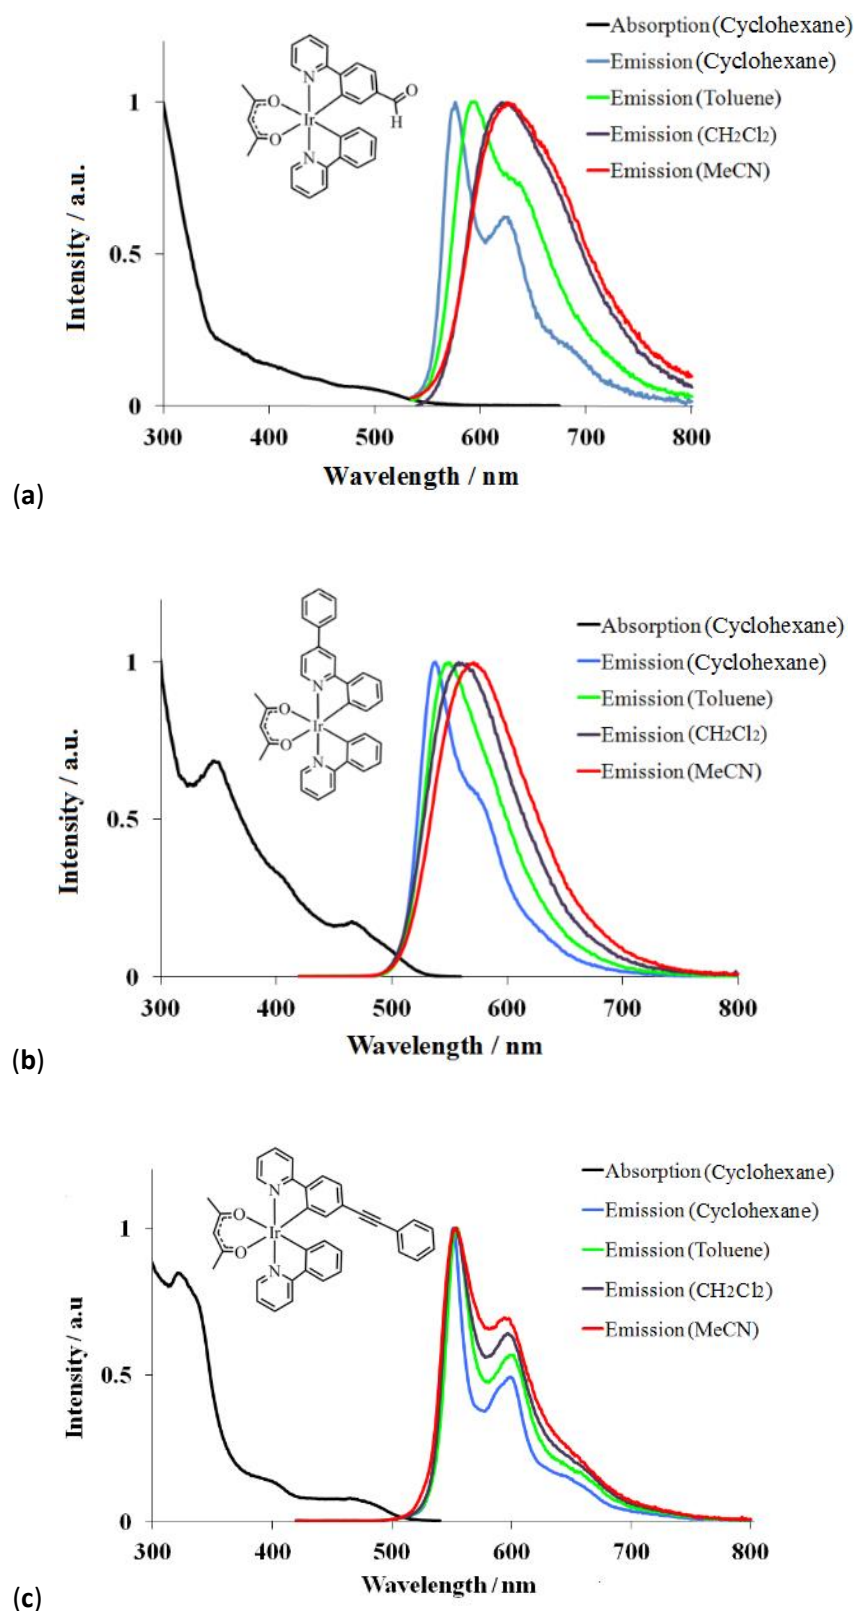 Absorption (Cyclohexane)
Emission (Cyclohexane)
Emission (Toluene)
Emission (CH2Cl2)
Emission (MeCN)
N
O
O
Ir
O
H
N
1
0.5
0
Intensity / a.u.
300 400 500 600 700 800
Wavelength / nm
(a)
Absorption (Cyclohexane)
Emission (Cyclohexane)
Emission (Toluene)
Emission (CH2Cl2)
Emission (MeCN)
N
O
Ir
O
N
1
0.5
0
Intensity / a.u.
300 400 500 600 700 800
Wavelength / nm
(b)
Absorption (Cyclohexane)
Emission (Cyclohexane)
Emission (Toluene)
Emission (CH2Cl2)
Emission (MeCN)
N
O
Ir
O
N
1
0.5
0
Intensity / a.u
300 400 500 600 700 800
Wavelength / nm
(c)